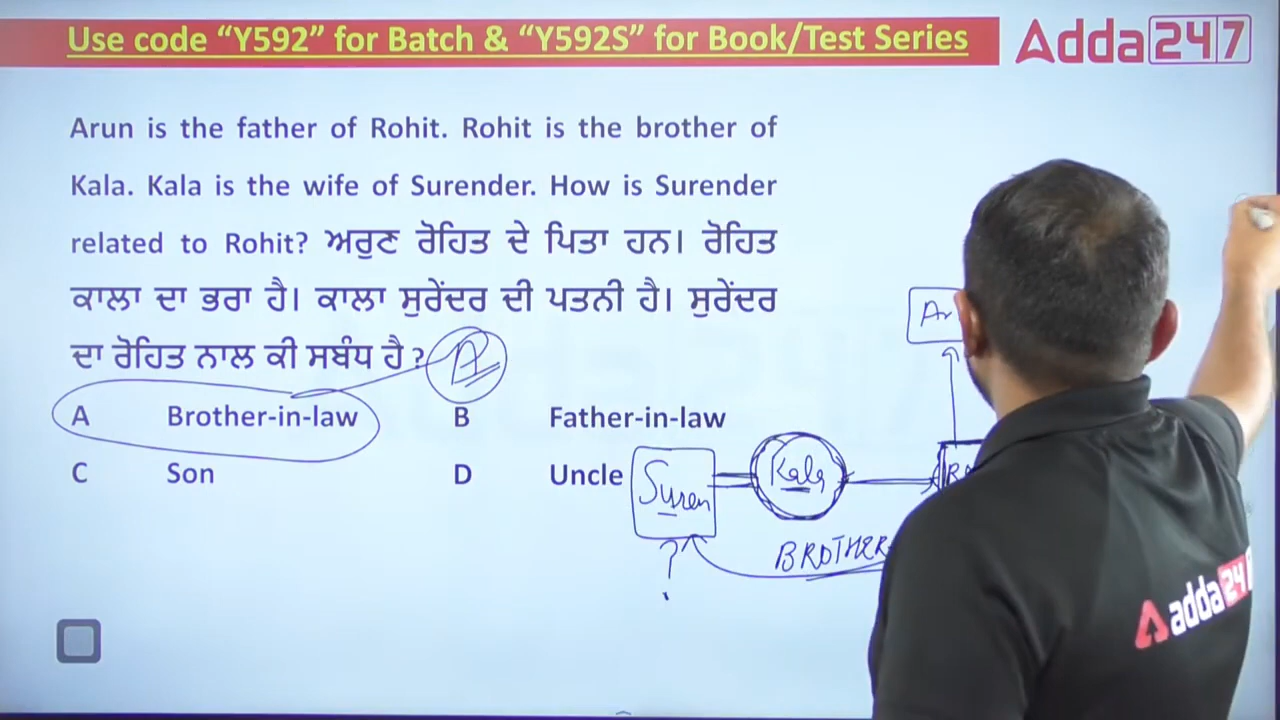 Use code “Y592” for Batch & “Y592S” for Book/Test Series
Adda247
Arun is the father of Rohit. Rohit is the brother of
Kala. Kala is the wife of Surender. How is Surender
related to Rohit? ਅਰੁਣ ਰੋਹਿਤ ਦੇ ਪਿਤਾ ਹਨ। ਰੋਹਿਤ
ਕਾਲਾ ਦਾ ਭਰਾ ਹੈ। ਕਾਲਾ ਸੁਰੇਂਦਰ ਦੀ ਪਤਨੀ ਹੈ। ਸੁਰੇਂਦਰ
ਦਾ ਰੋਹਿਤ ਨਾਲ ਕੀ ਸਬੰਧ ਹੈ ? A
A Brother-in-law B Father-in-law
C Son D Uncle
Ar
Suren Kala
BROTHER
?
adda247